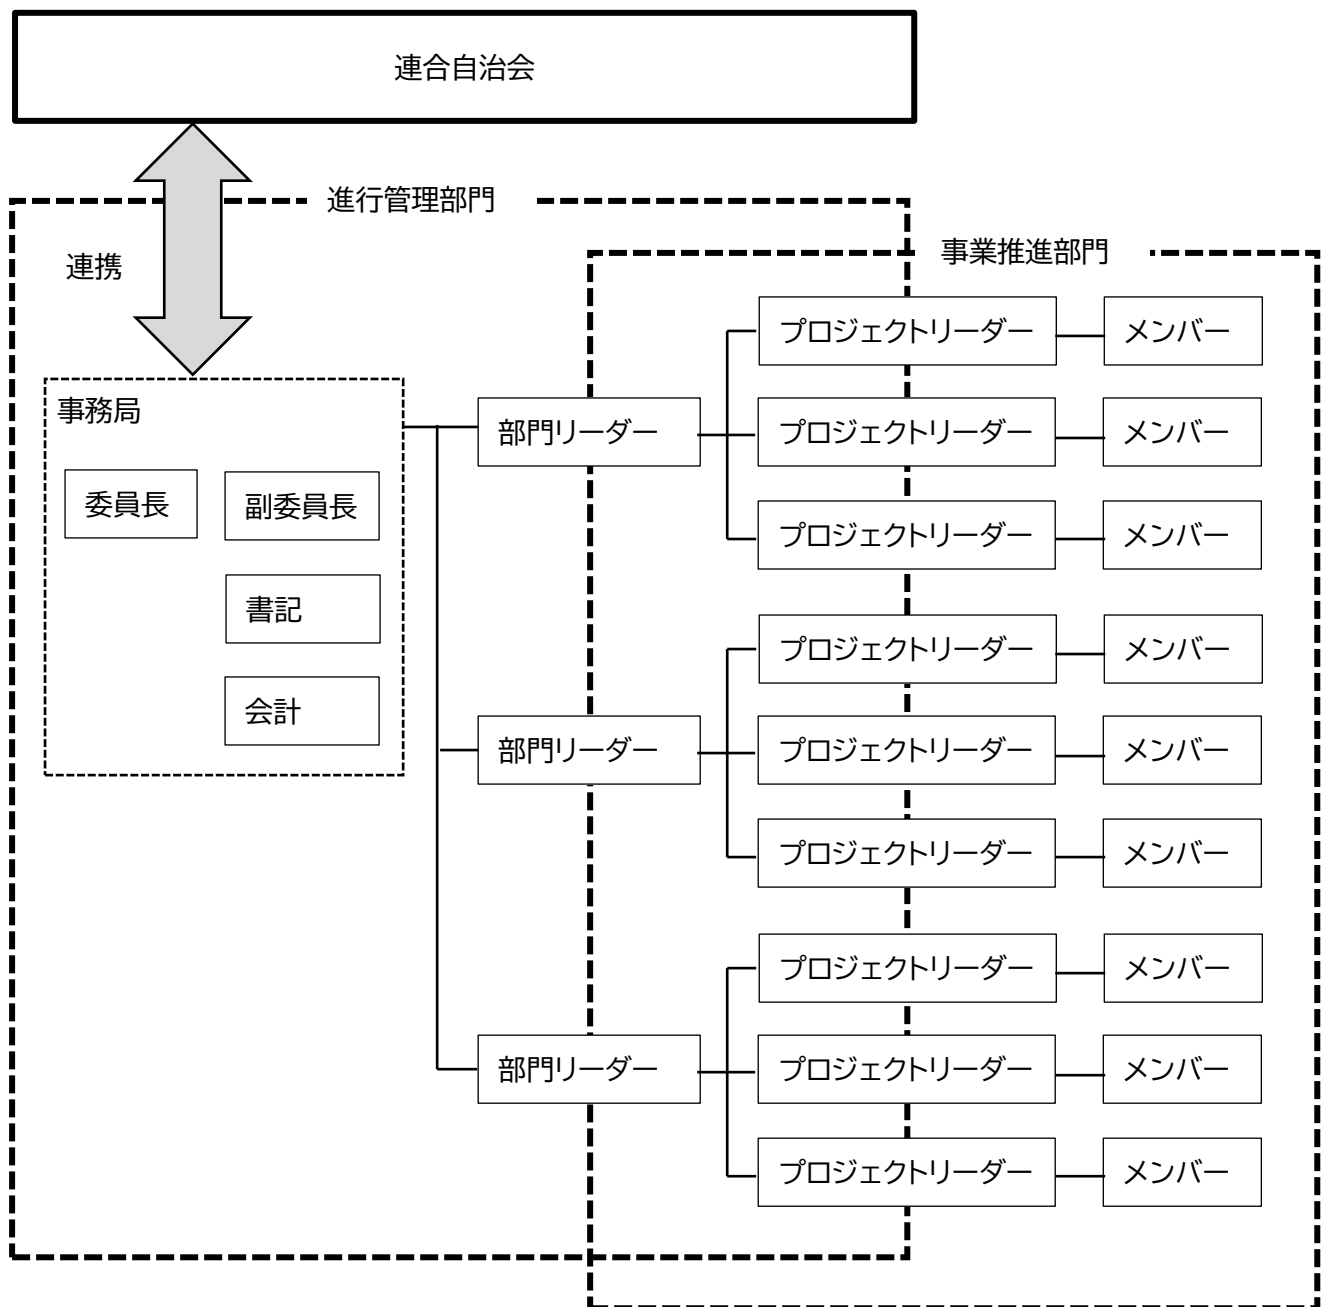 連合自治会
進行管理部門
連携
事業推進部門
プロジェクトリーダー
メンバー
事務局
部門リーダー
プロジェクトリーダー
メンバー
委員長
副委員長
プロジェクトリーダー
メンバー
書記
プロジェクトリーダー
メンバー
会計
部門リーダー
プロジェクトリーダー
メンバー
プロジェクトリーダー
メンバー
プロジェクトリーダー
メンバー
部門リーダー
プロジェクトリーダー
メンバー
プロジェクトリーダー
メンバー